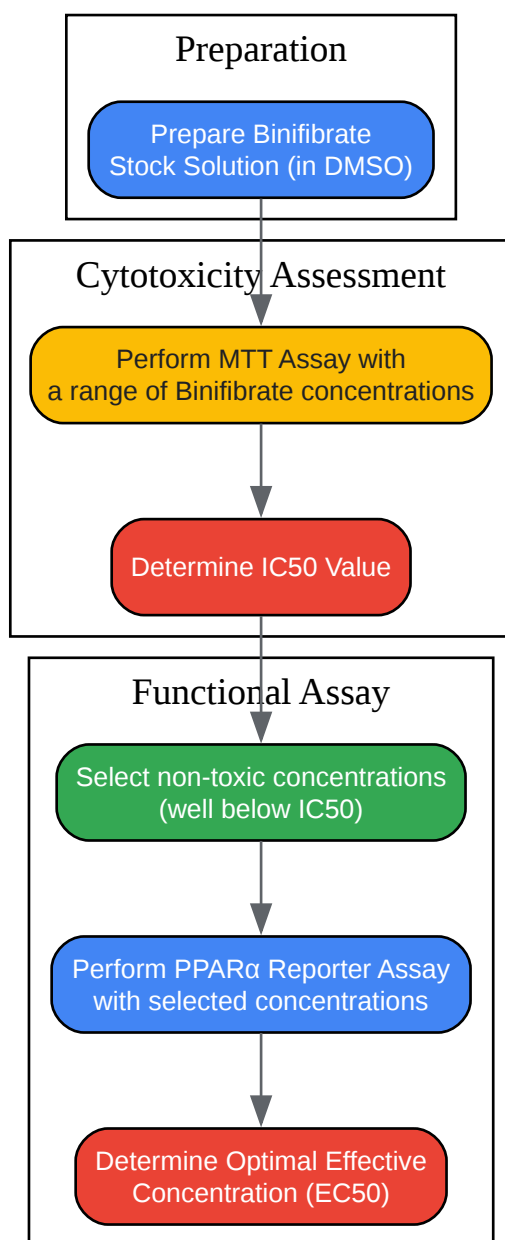 Preparation
Prepare Binifibrate
Stock Solution (in DMSO)
Cytotoxicity Assessment
Perform MTT Assay with
a range of Binifibrate concentrations
Determine IC50 Value
Functional Assay
Select non-toxic concentrations
(well below IC50)
Perform PPARα Reporter Assay
with selected concentrations
Determine Optimal Effective
Concentration (EC50)